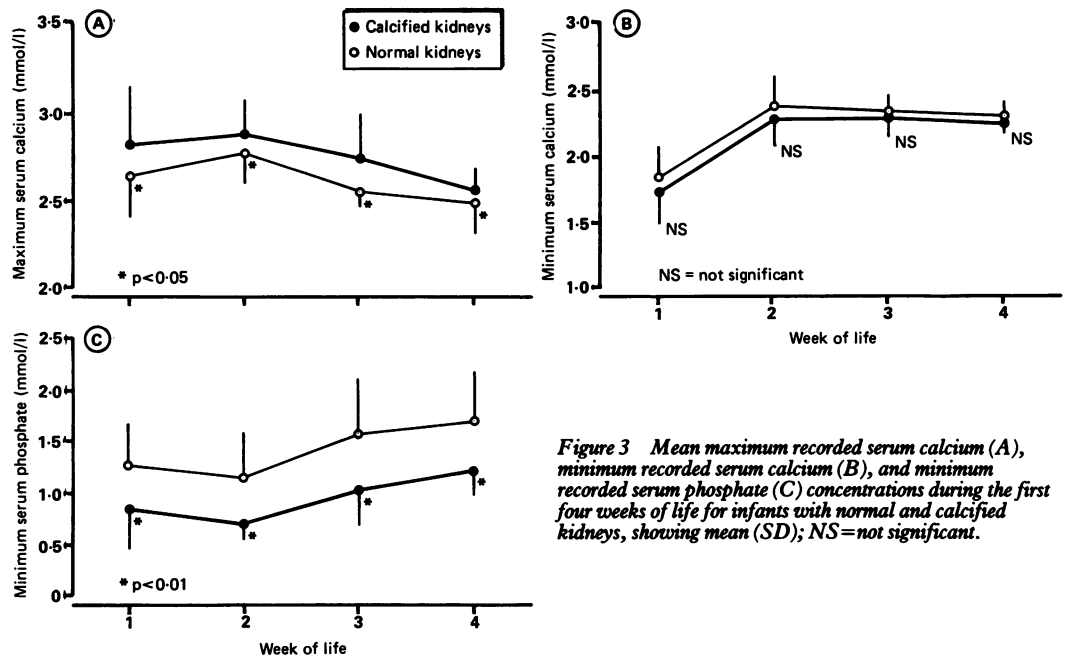 A
Maximum serum calcium (mmol/l)
3·5
3·0
2·5
2·0
● Calcified kidneys
○ Normal kidneys
*
*
*
*
* p<0·05
B
Minimum serum calcium (mmol/l)
3·0
2·5
2·0
1·5
1·0
NS
NS
NS
NS
NS = not significant
1 2 3 4
Week of life
C
Minimum serum phosphate (mmol/l)
2·5
2·0
1·5
1·0
0·5
0
*
*
*
*
* p<0·01
1 2 3 4
Week of life
Figure 3 Mean maximum recorded serum calcium (A),
minimum recorded serum calcium (B), and minimum
recorded serum phosphate (C) concentrations during the first
four weeks of life for infants with normal and calcified
kidneys, showing mean (SD); NS=not significant.